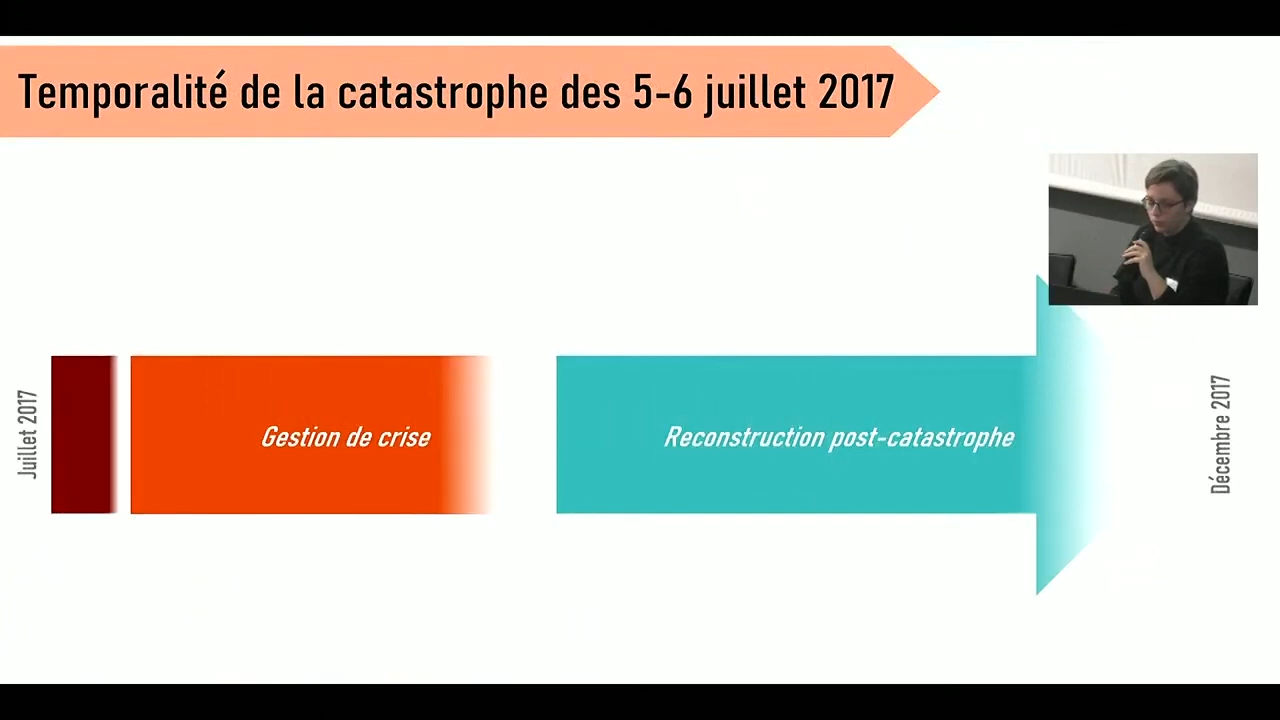 Temporalité de la catastrophe des 5-6 juillet 2017
Juillet 2017
Gestion de crise
Reconstruction post-catastrophe
Décembre 2017